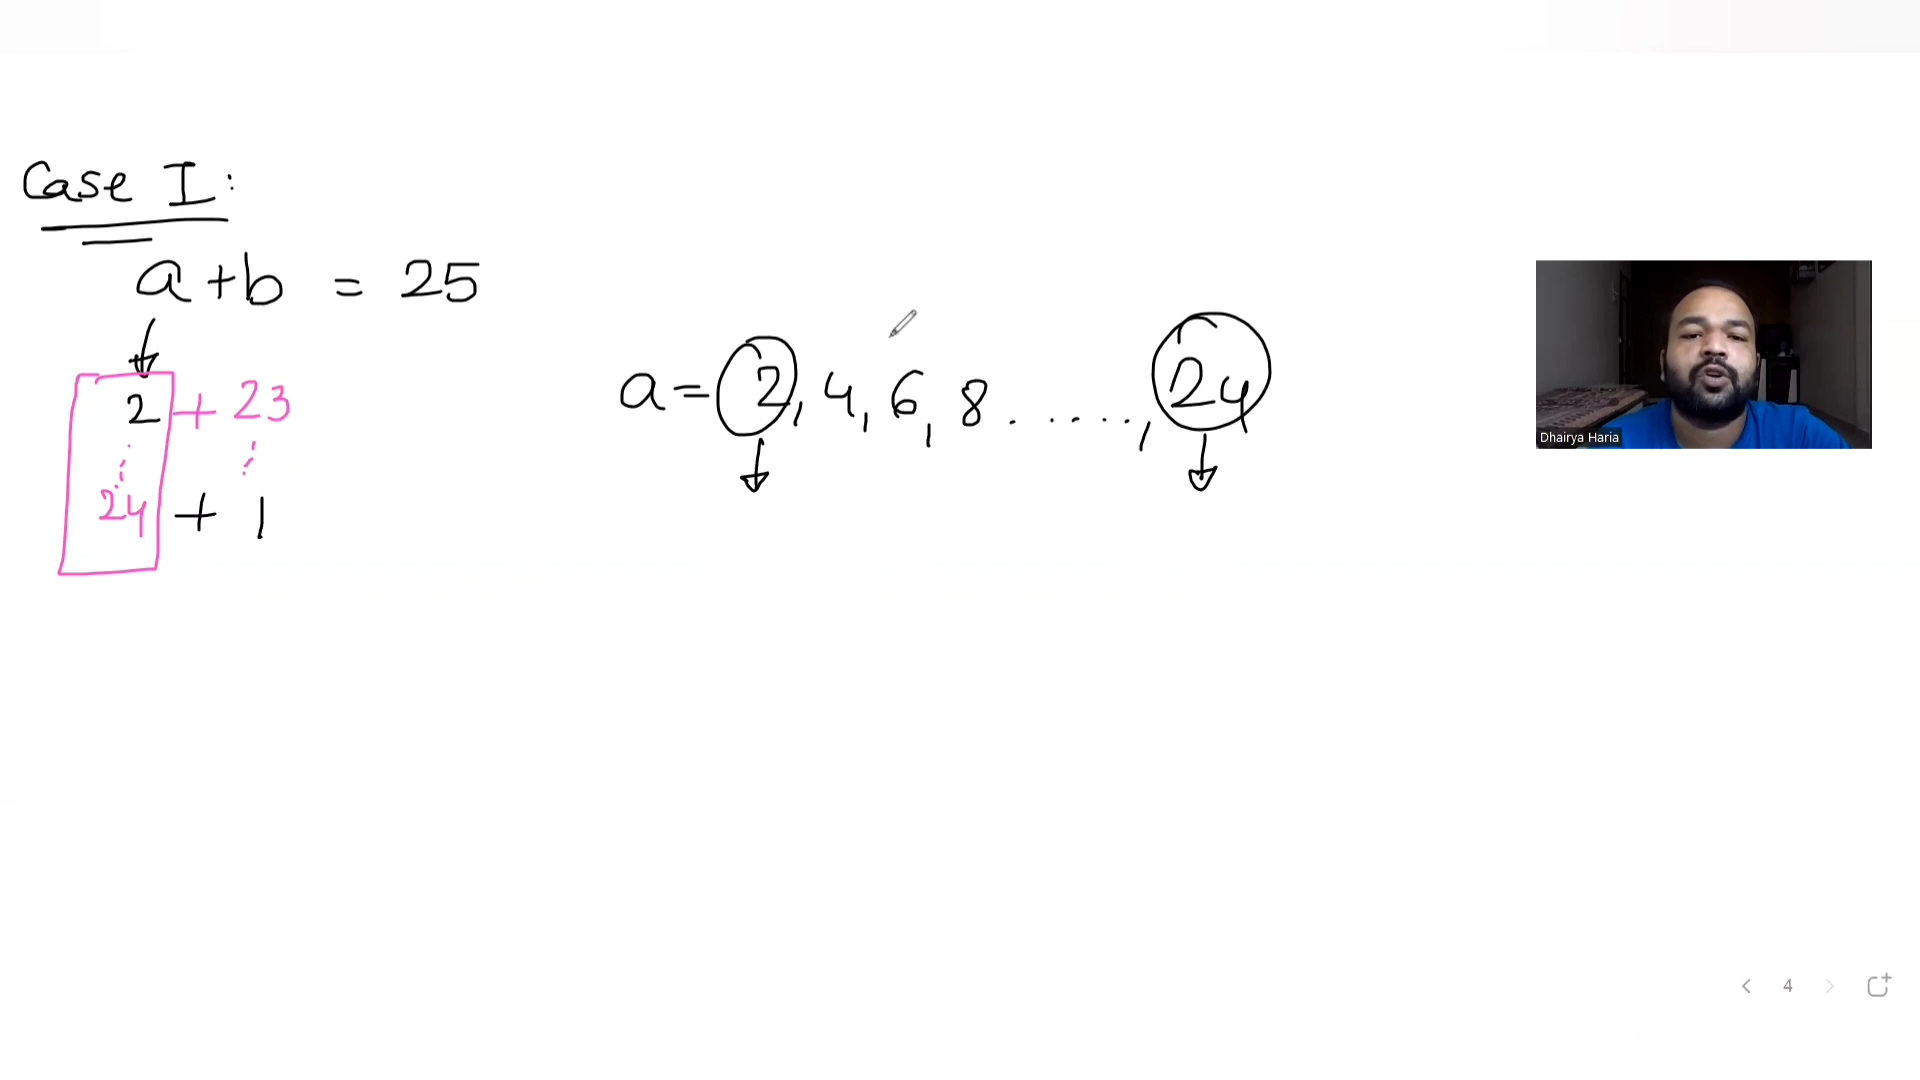 Case I:
a + b = 25
2 + 23
24 + 1
a = 2, 4, 6, 8 . . . . . ., 24
Dhairya Haria
4